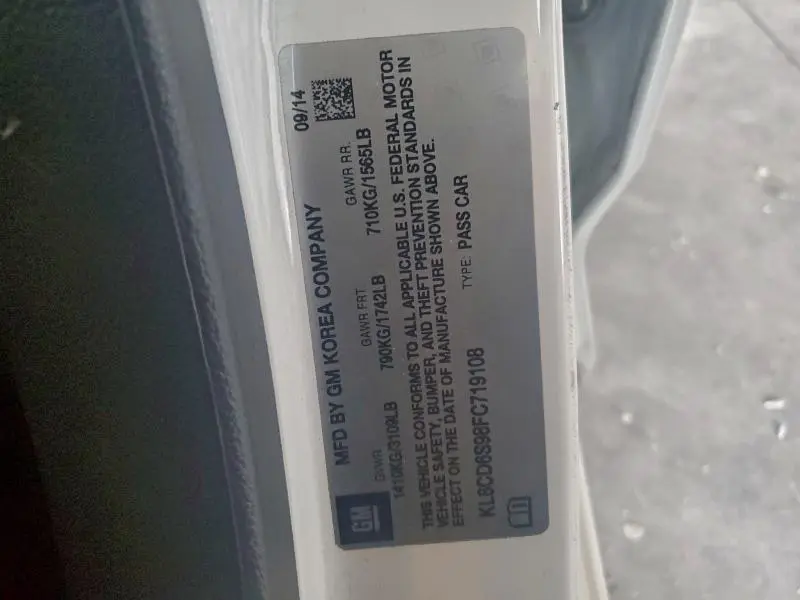 GM
MFD BY GM KOREA COMPANY 09/14
GVWR GAWR FRT GAWR RR.
1410KG/3109LB 790KG/1742LB 710KG/1565LB
THIS VEHICLE CONFORMS TO ALL APPLICABLE U.S. FEDERAL MOTOR
VEHICLE SAFETY, BUMPER, AND THEFT PREVENTION STANDARDS IN
EFFECT ON THE DATE OF MANUFACTURE SHOWN ABOVE.
KL8CD6S98FC719108 TYPE: PASS CAR